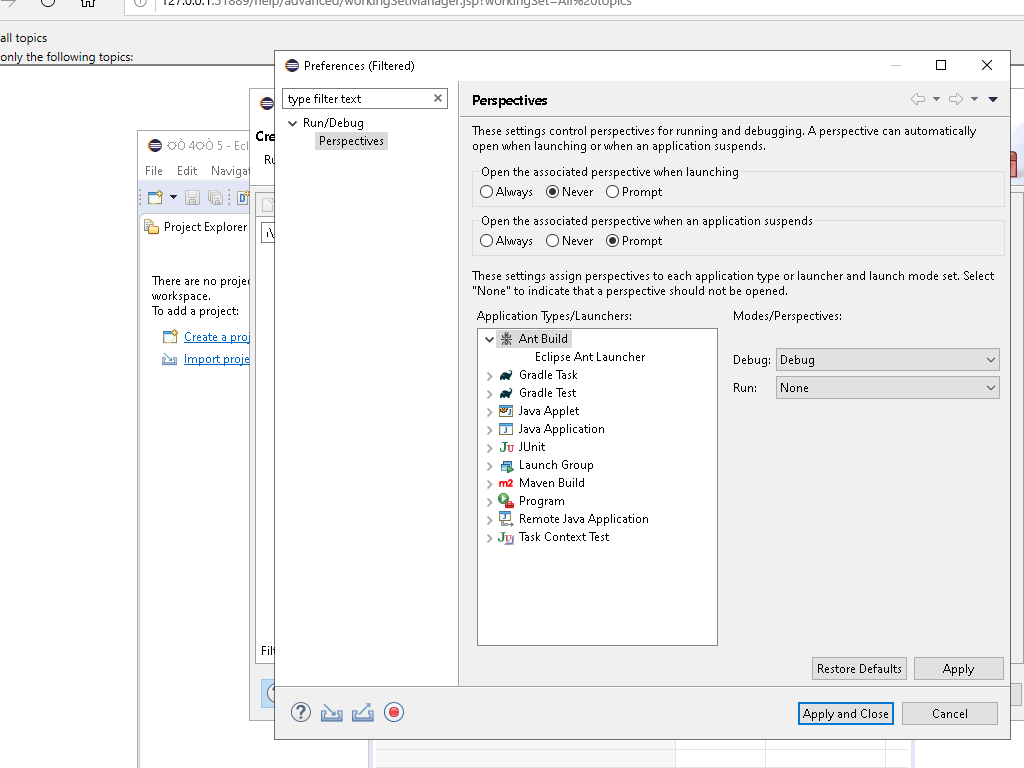 127.0.0.1:51889/help/advanced/workingSetManager.jsp?workingSet=All%20topics
all topics
only the following topics:
Preferences (Filtered)
type filter text
Run/Debug
Perspectives
Perspectives
These settings control perspectives for running and debugging. A perspective can automatically
open when launching or when an application suspends.
Open the associated perspective when launching
Always
Never
Prompt
Open the associated perspective when an application suspends
Always
Never
Prompt
These settings assign perspectives to each application type or launcher and launch mode set. Select
"None" to indicate that a perspective should not be opened.
Application Types/Launchers:
Ant Build
Eclipse Ant Launcher
Gradle Task
Gradle Test
Java Applet
Java Application
JUnit
Launch Group
Maven Build
Program
Remote Java Application
Task Context Test
Modes/Perspectives:
Debug:
Debug
Run:
None
Restore Defaults
Apply
Apply and Close
Cancel
Cre
Ru
- Ecl
File
Edit
Navigat
Project Explorer
There are no proje
workspace.
To add a project:
Create a proj
Import proje
Filt